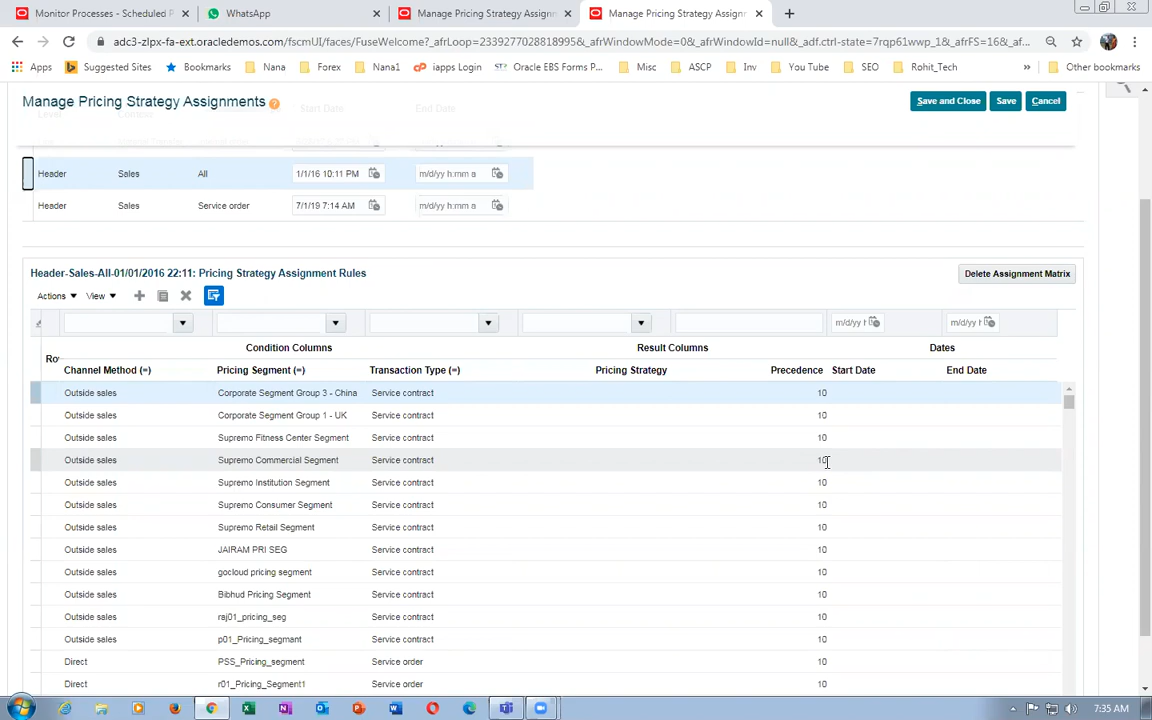 Monitor Processes - Scheduled P
WhatsApp
Manage Pricing Strategy Assignm
Manage Pricing Strategy Assignm
adc3-zlpx-fa-ext.oracledemos.com/fscmUI/faces/FuseWelcome?_afrLoop=23392770288189958&_afrWindowMode=0&_afrWindowId=null&_adf.ctrl-state=7rqp61wwp_1&_afrFS=16&_afrMT=...
Apps
Suggested Sites
Bookmarks
Nana
Forex
Nana1
iapps Login
Oracle EBS Forms P...
Misc
ASCP
Inv
You Tube
SEO
Rohit_Tech
»
Other bookmarks
Manage Pricing Strategy Assignments
Start Date
End Date
Save and Close
Save
Cancel
Level
Header Sales All 1/1/16 10:11 PM m/d/yy h:mm a
Header Sales Service order 7/1/19 7:14 AM m/d/yy h:mm a
Header-Sales-All-01/01/2016 22:11: Pricing Strategy Assignment Rules
Delete Assignment Matrix
Actions View
m/d/yy h m/d/yy h
Condition Columns Result Columns Dates
Ro
Channel Method (=) Pricing Segment (=) Transaction Type (=) Pricing Strategy Precedence Start Date End Date
Outside sales Corporate Segment Group 3 - China Service contract 10
Outside sales Corporate Segment Group 1 - UK Service contract 10
Outside sales Supremo Fitness Center Segment Service contract 10
Outside sales Supremo Commercial Segment Service contract 10
Outside sales Supremo Institution Segment Service contract 10
Outside sales Supremo Consumer Segment Service contract 10
Outside sales Supremo Retail Segment Service contract 10
Outside sales JAIRAM PRI SEG Service contract 10
Outside sales gocloud pricing segment Service contract 10
Outside sales Bibhud Pricing Segment Service contract 10
Outside sales raj01_pricing_seg Service contract 10
Outside sales p01_Pricing_segmant Service contract 10
Direct PSS_Pricing_segment Service order 10
Direct r01_Pricing_Segment1 Service order 10
7:35 AM